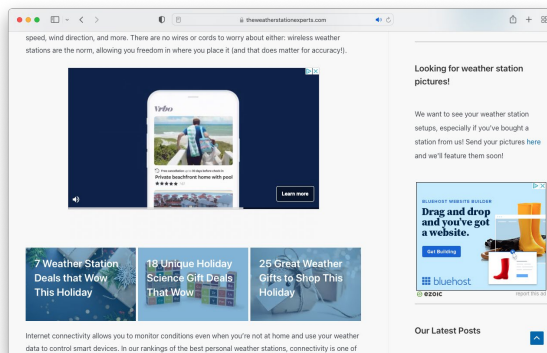 theweatherstationexperts.com
speed, wind direction, and more. There are no wires or cords to worry about either: wireless weather
stations are the norm, allowing you freedom in where you place it (and that does matter for accuracy!).
Vrbo
Free cancellation up to
Private beachfront home with pool
Learn more
7 Weather Station
Deals that Wow
This Holiday
18 Unique Holiday
Science Gift Deals
That Wow
25 Great Weather
Gifts to Shop This
Holiday
Internet connectivity allows you to monitor conditions even when you're not at home and use your weather
data to control smart devices. In our rankings of the best personal weather stations, connectivity is one of
Looking for weather station
pictures!
We want to see your weather station
setups, especially if you've bought a
station from us! Send your pictures here
and we'll feature them soon!
BLUEHOST WEBSITE BUILDER
Drag and drop
and you've got
a website.
Get Building
bluehost
ezoic
report this ad
Our Latest Posts